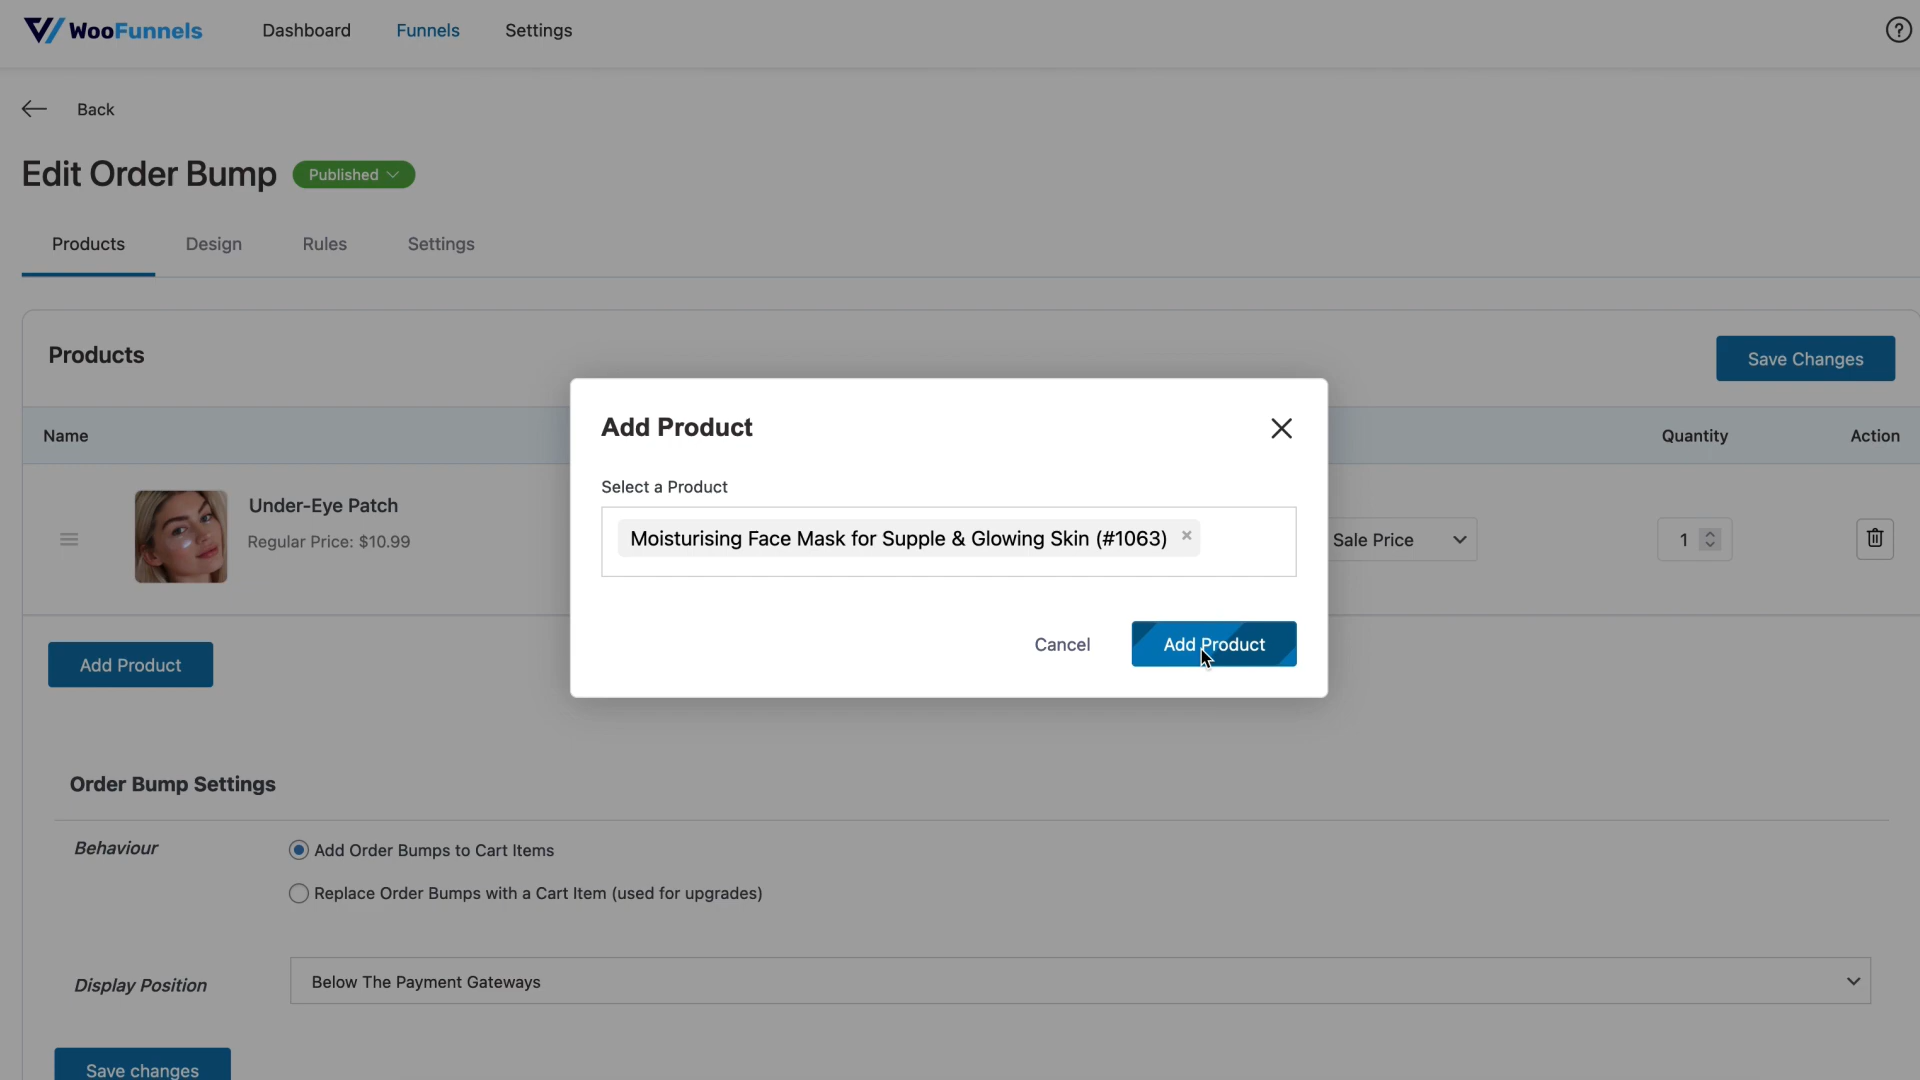 WooFunnels
Dashboard
Funnels
Settings
Back
Edit Order Bump
Published
Products
Design
Rules
Settings
Products
Save Changes
Name
Quantity
Action
Under-Eye Patch
Regular Price: $10.99
Sale Price
1
Add Product
Select a Product
Moisturising Face Mask for Supple & Glowing Skin (#1063) ×
Cancel
Add Product
Add Product
Order Bump Settings
Behaviour
Add Order Bumps to Cart Items
Replace Order Bumps with a Cart Item (used for upgrades)
Display Position
Below The Payment Gateways
Save changes